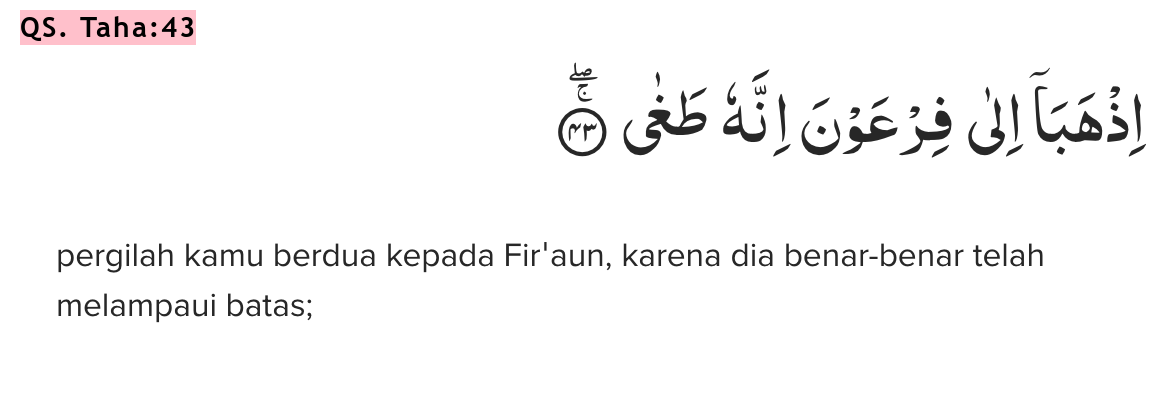 QS. Taha:43
اِذْهَبَآ اِلٰى فِرْعَوْنَ اِنَّهٗ طَغٰىۚ ۖ ٤٣
pergilah kamu berdua kepada Fir'aun, karena dia benar-benar telah
melampaui batas;